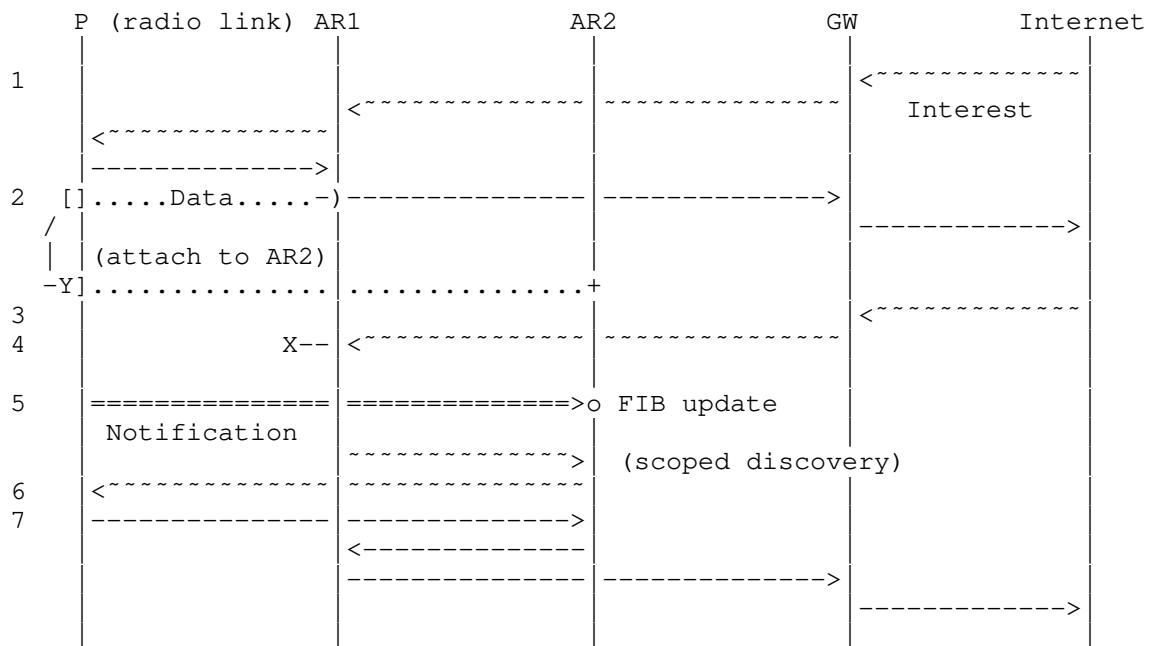 P (radio link) AR1 AR2 GW Internet
1
Interest
2 [].....Data.....-)
(attach to AR2)
-Y]..............................+
3
4 X--
5 o FIB update
Notification
(scoped discovery)
6
7